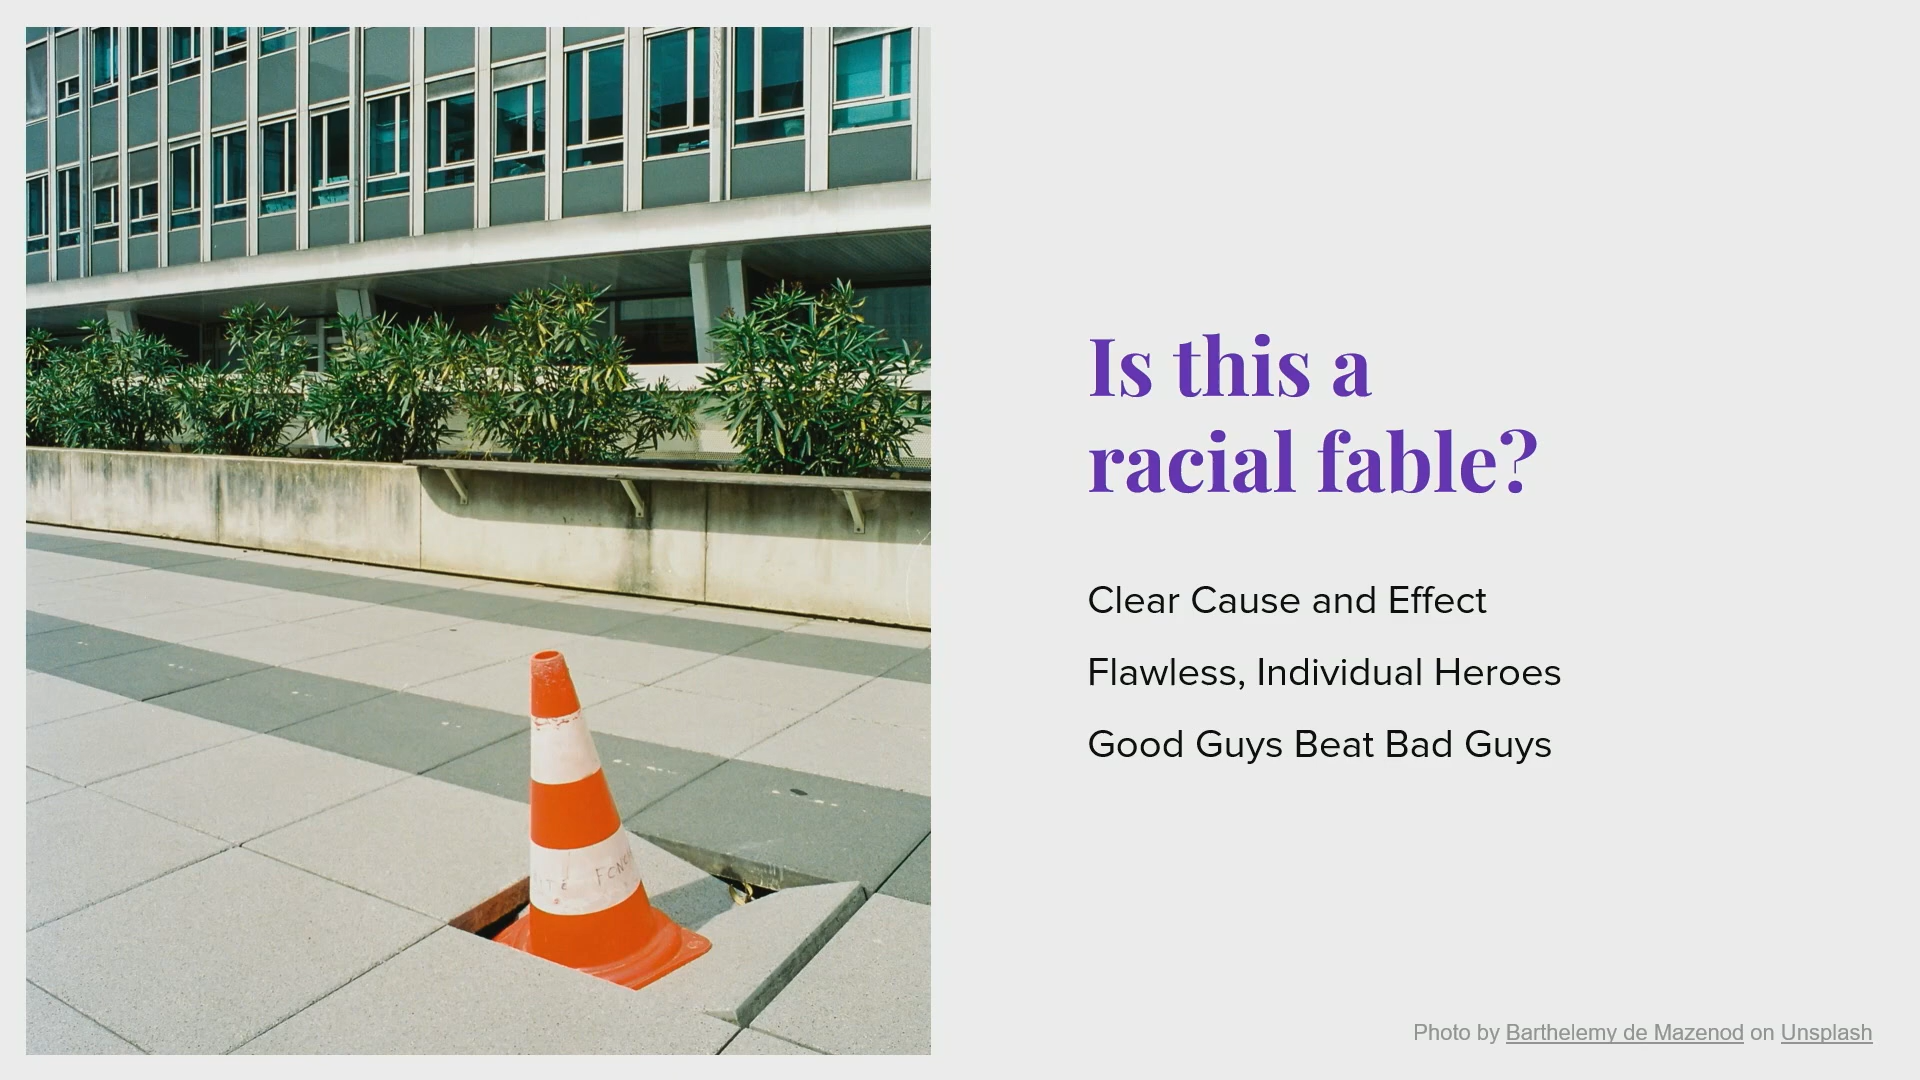 Is this a
racial fable?
Clear Cause and Effect
Flawless, Individual Heroes
Good Guys Beat Bad Guys
Photo by Barthelemy de Mazenod on Unsplash